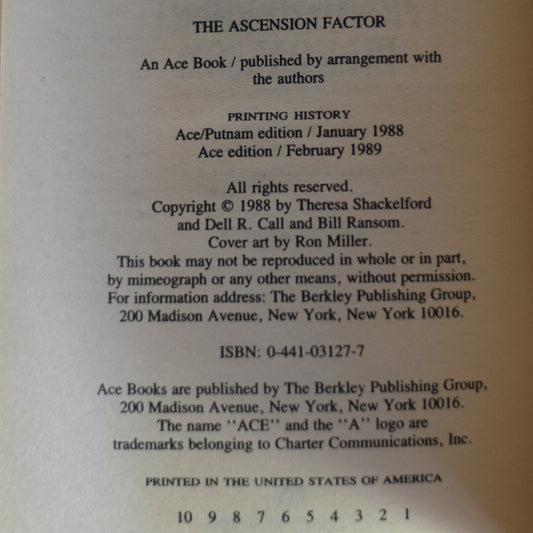 THE ASCENSION FACTOR
An Ace Book / published by arrangement with
the authors
PRINTING HISTORY
Ace/Putnam edition / January 1988
Ace edition / February 1989
All rights reserved.
Copyright © 1988 by Theresa Shackelford
and Dell R. Call and Bill Ransom.
Cover art by Ron Miller.
This book may not be reproduced in whole or in part,
by mimeograph or any other means, without permission.
For information address: The Berkley Publishing Group,
200 Madison Avenue, New York, New York 10016.
ISBN: 0-441-03127-7
Ace Books are published by The Berkley Publishing Group,
200 Madison Avenue, New York, New York 10016.
The name ‘‘ACE’’ and the ‘‘A’’ logo are
trademarks belonging to Charter Communications, Inc.
PRINTED IN THE UNITED STATES OF AMERICA
10 9 8 7 6 5 4 3 2 1